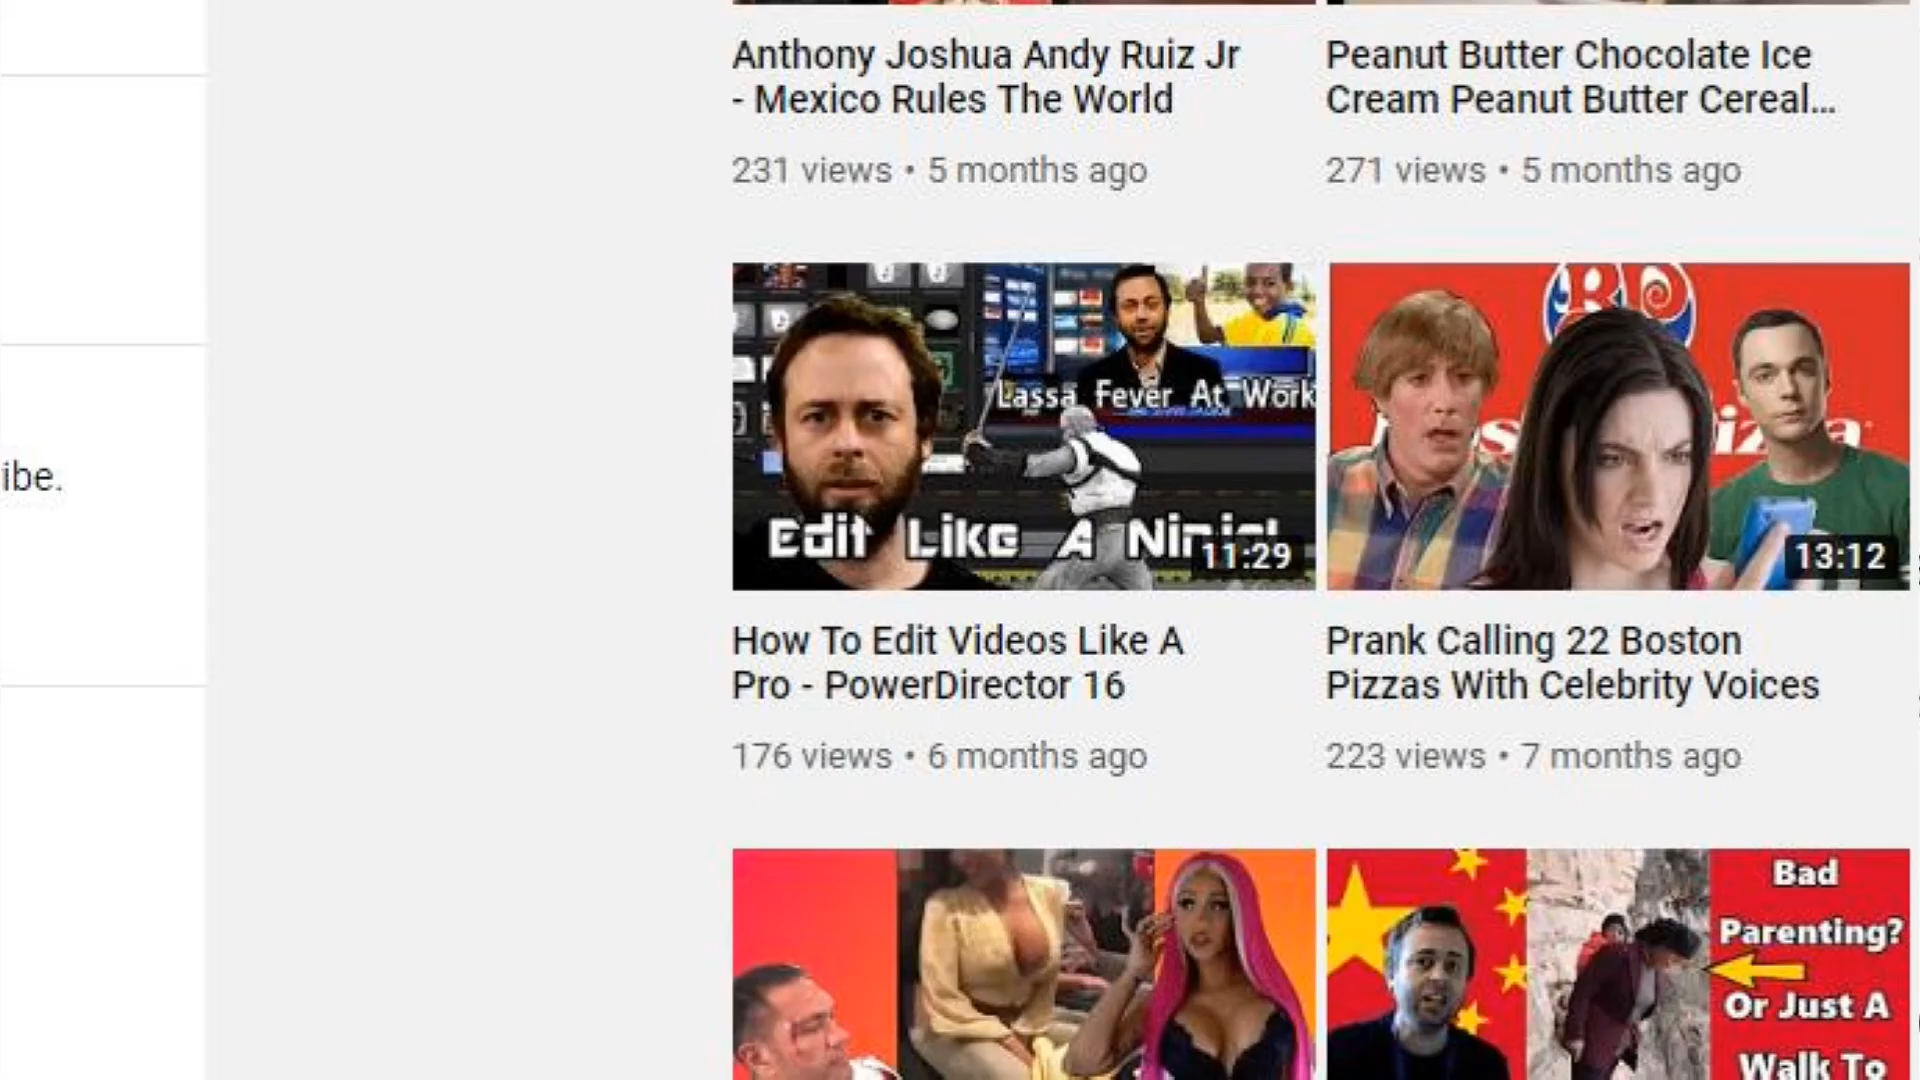 Anthony Joshua Andy Ruiz Jr
- Mexico Rules The World
231 views • 5 months ago
Peanut Butter Chocolate Ice
Cream Peanut Butter Cereal...
271 views • 5 months ago
ibe.
Lassa Fever At Work
Edit Like A
11:29
13:12
How To Edit Videos Like A
Pro - PowerDirector 16
176 views • 6 months ago
Prank Calling 22 Boston
Pizzas With Celebrity Voices
223 views • 7 months ago
Bad
Parenting?
Or Just A
Walk To